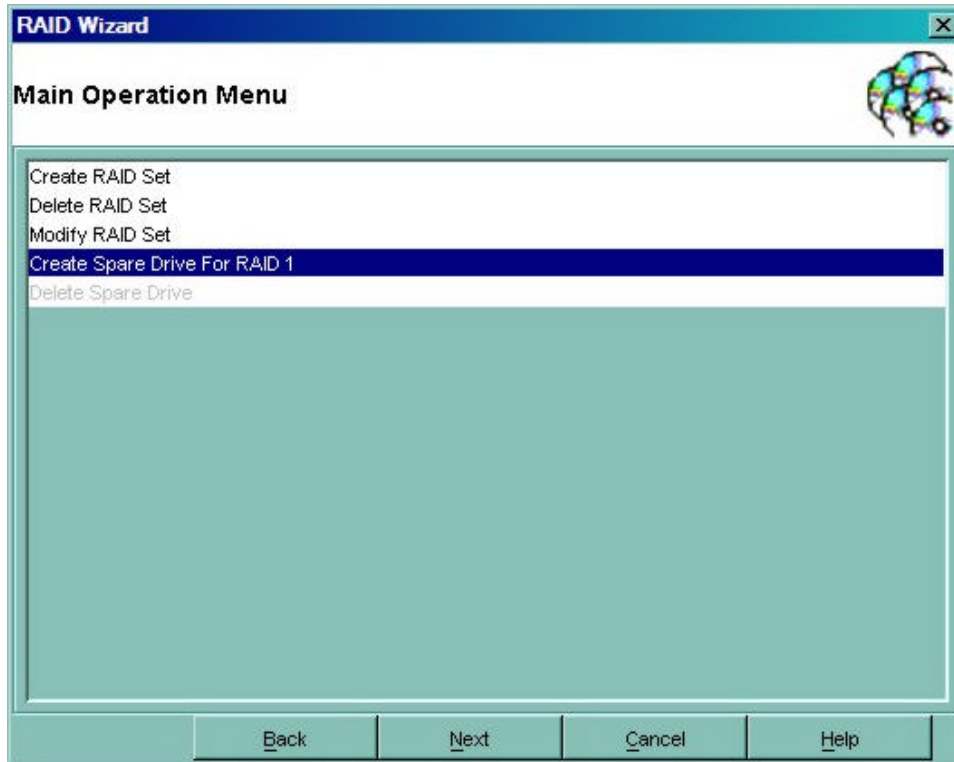 RAID Wizard
Main Operation Menu
Create RAID Set
Delete RAID Set
Modify RAID Set
Create Spare Drive For RAID 1
Delete Spare Drive
Back Next Cancel Help